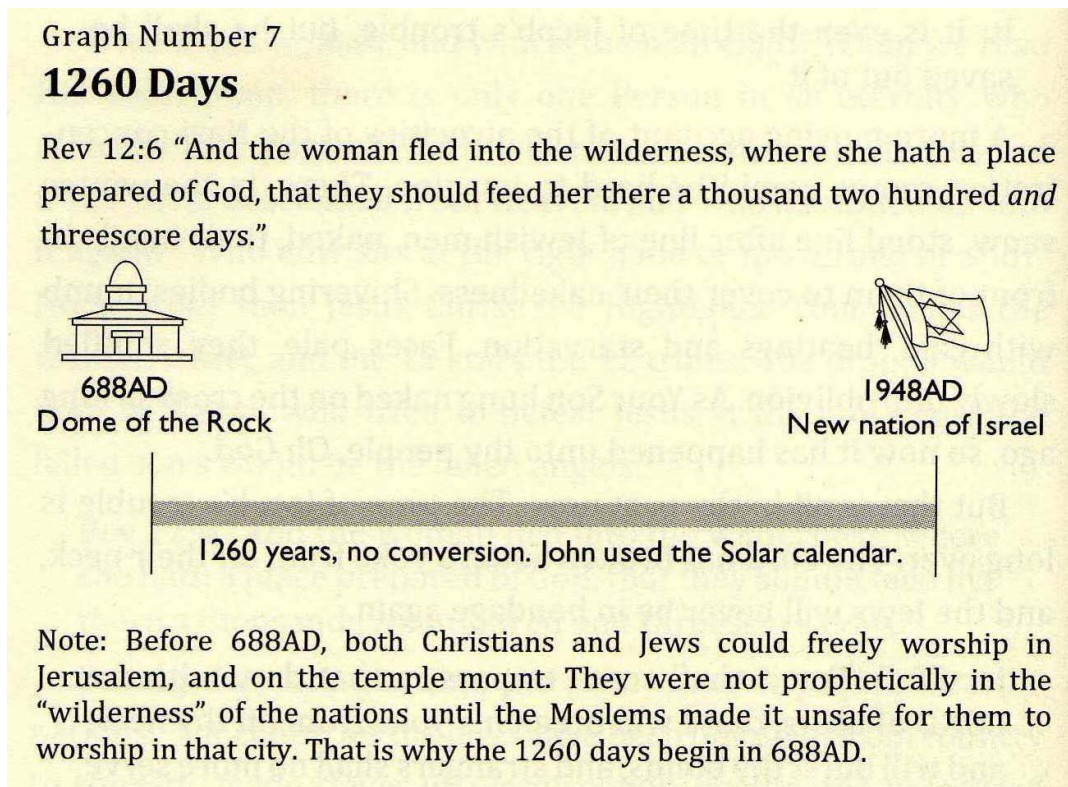 Graph Number 7
1260 Days
Rev 12:6 “And the woman fled into the wilderness, where she hath a place
prepared of God, that they should feed her there a thousand two hundred and
threescore days.”
688AD
Dome of the Rock
1948AD
New nation of Israel
1260 years, no conversion. John used the Solar calendar.
Note: Before 688AD, both Christians and Jews could freely worship in
Jerusalem, and on the temple mount. They were not prophetically in the
“wilderness” of the nations until the Moslems made it unsafe for them to
worship in that city. That is why the 1260 days begin in 688AD.